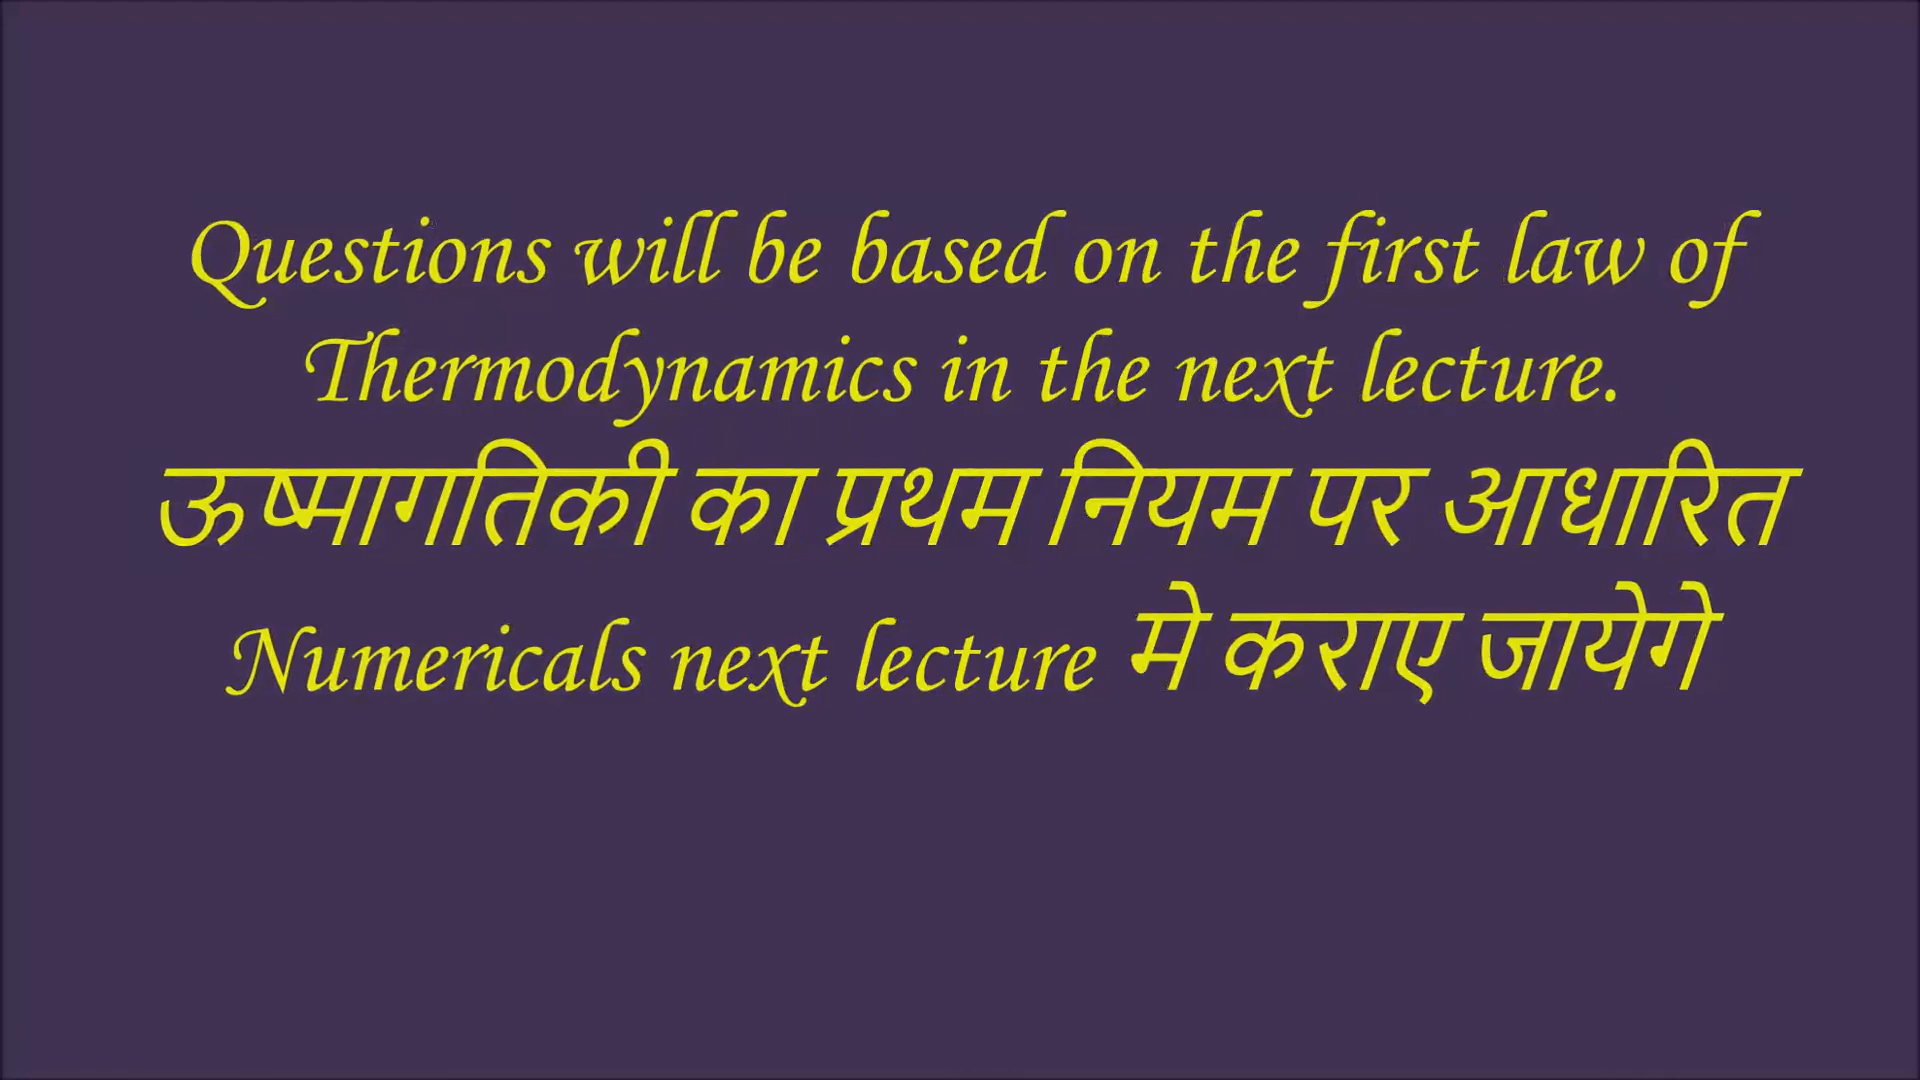 Questions will be based on the first law of
Thermodynamics in the next lecture.
ऊष्मागतिकी का प्रथम नियम पर आधारित
Numericals next lecture मे कराए जायेगे